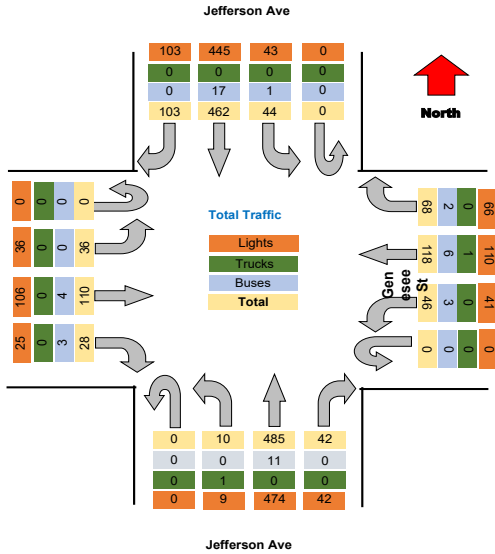 Jefferson Ave
103 445 43 0
0 0 0 0
0 17 1 0
103 462 44 0
North
0 0 0 0
36 0 0 36
106 0 4 110
25 0 3 28
Total Traffic
Lights
Trucks
Buses
Total
68 2 0 66
118 6 1 110
46 3 0 41
0 0 0 0
Gen
esee
St
0 10 485 42
0 0 11 0
0 1 0 0
0 9 474 42
Jefferson Ave